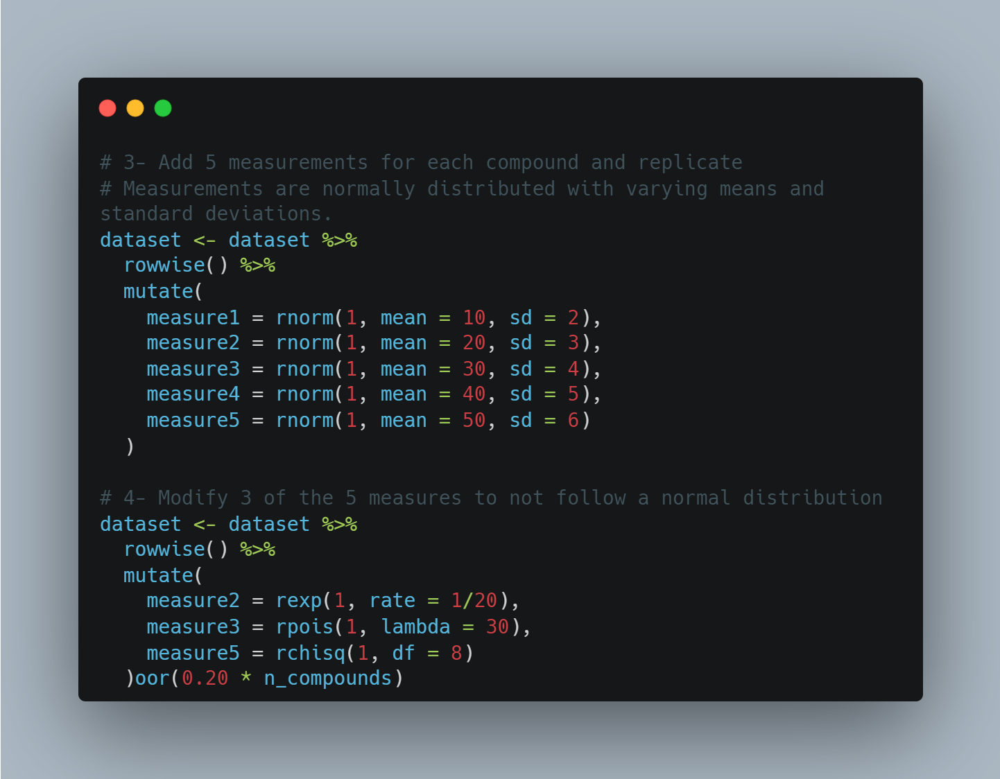 # 3- Add 5 measurements for each compound and replicate
# Measurements are normally distributed with varying means and
standard deviations.
dataset <- dataset %>%
  rowwise() %>%
  mutate(
    measure1 = rnorm(1, mean = 10, sd = 2),
    measure2 = rnorm(1, mean = 20, sd = 3),
    measure3 = rnorm(1, mean = 30, sd = 4),
    measure4 = rnorm(1, mean = 40, sd = 5),
    measure5 = rnorm(1, mean = 50, sd = 6)
  )

# 4- Modify 3 of the 5 measures to not follow a normal distribution
dataset <- dataset %>%
  rowwise() %>%
  mutate(
    measure2 = rexp(1, rate = 1/20),
    measure3 = rpois(1, lambda = 30),
    measure5 = rchisq(1, df = 8)
  )oor(0.20 * n_compounds)